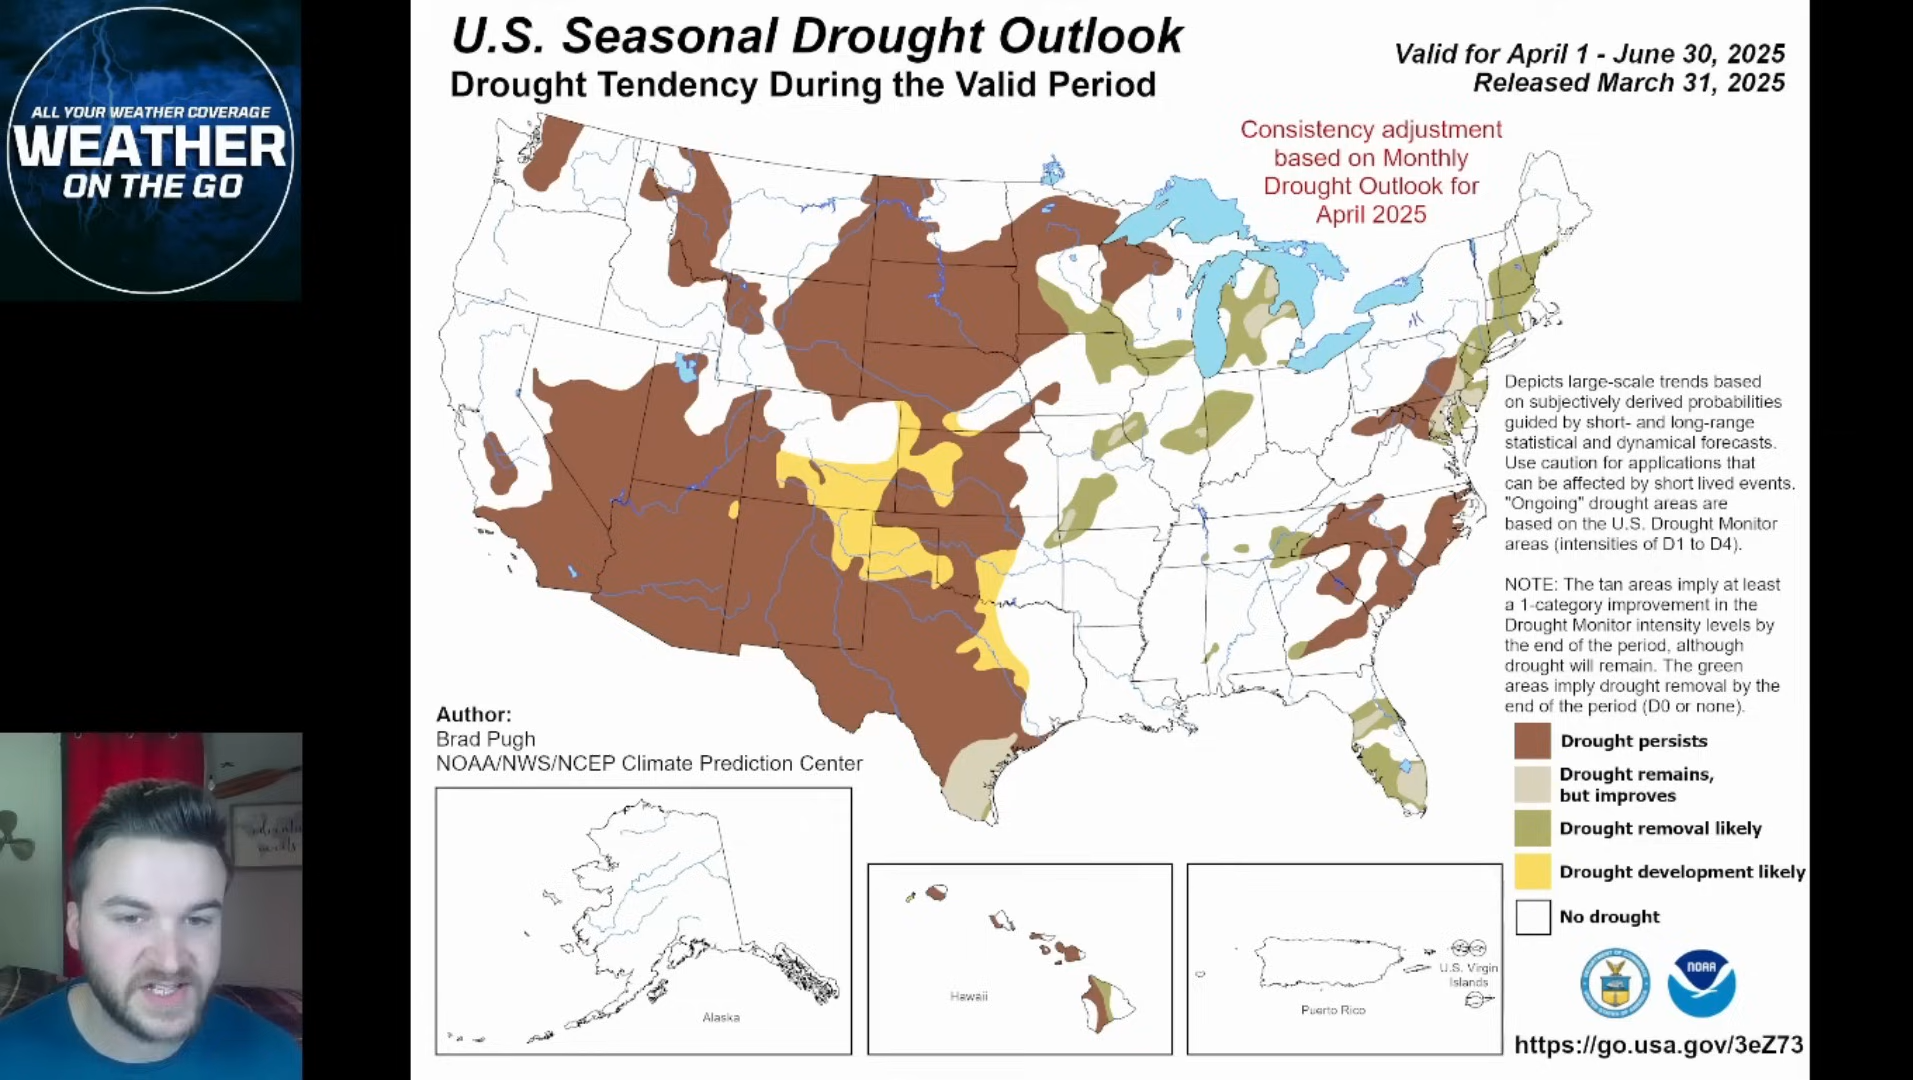 ALL YOUR WEATHER COVERAGE
WEATHER
ON THE GO
U.S. Seasonal Drought Outlook
Drought Tendency During the Valid Period
Valid for April 1 - June 30, 2025
Released March 31, 2025
Consistency adjustment
based on Monthly
Drought Outlook for
April 2025
Depicts large-scale trends based
on subjectively derived probabilities
guided by short- and long-range
statistical and dynamical forecasts.
Use caution for applications that
can be affected by short lived events.
"Ongoing" drought areas are
based on the U.S. Drought Monitor
areas (intensities of D1 to D4).
NOTE: The tan areas imply at least
a 1-category improvement in the
Drought Monitor intensity levels by
the end of the period, although
drought will remain. The green
areas imply drought removal by the
end of the period (D0 or none).
Author:
Brad Pugh
NOAA/NWS/NCEP Climate Prediction Center
Drought persists
Drought remains,
but improves
Drought removal likely
Drought development likely
No drought
Alaska
Hawaii
Puerto Rico
U.S. Virgin
Islands
NOAA
https://go.usa.gov/3eZ73